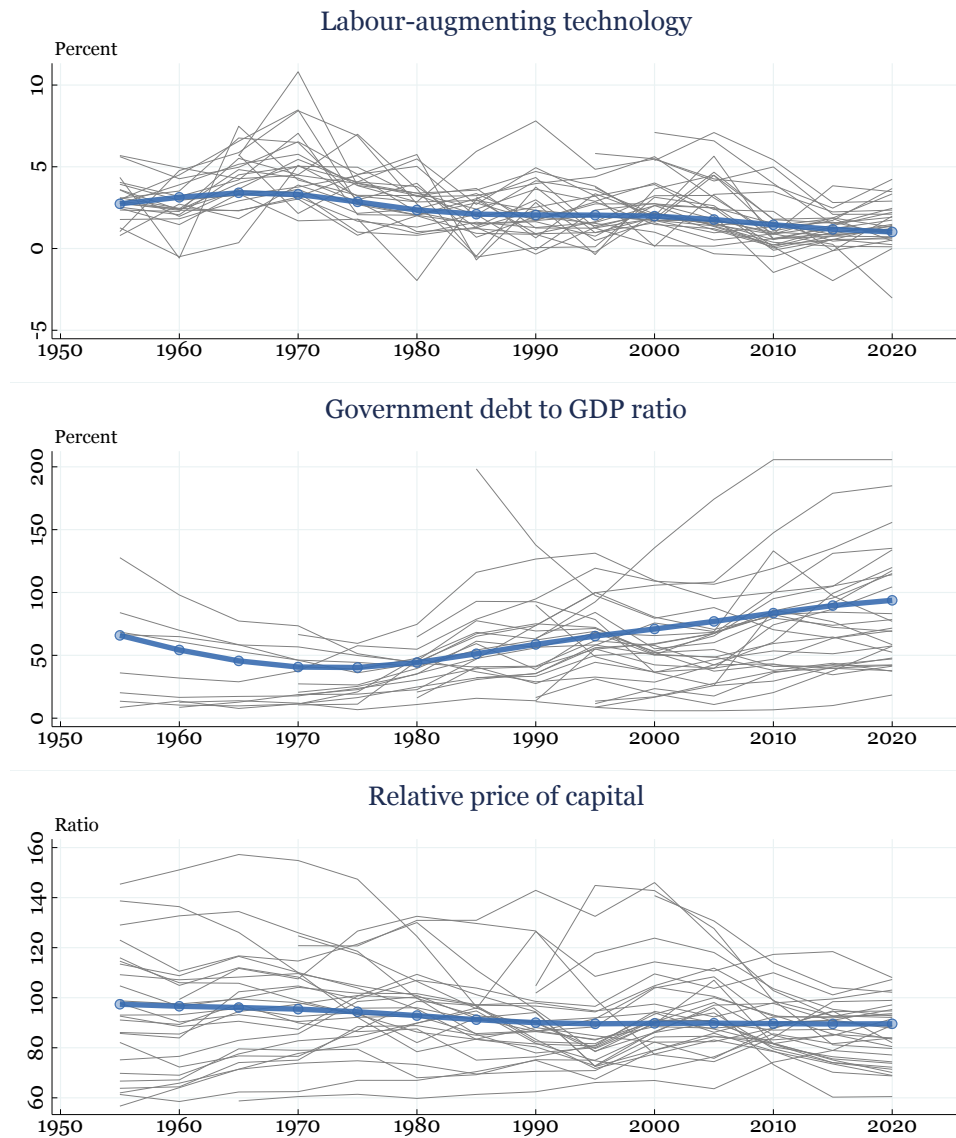 Labour-augmenting technology
Percent
10
5
0
-5
1950 1960 1970 1980 1990 2000 2010 2020
Government debt to GDP ratio
Percent
200
150
100
50
0
1950 1960 1970 1980 1990 2000 2010 2020
Relative price of capital
Ratio
160
140
120
100
80
60
1950 1960 1970 1980 1990 2000 2010 2020